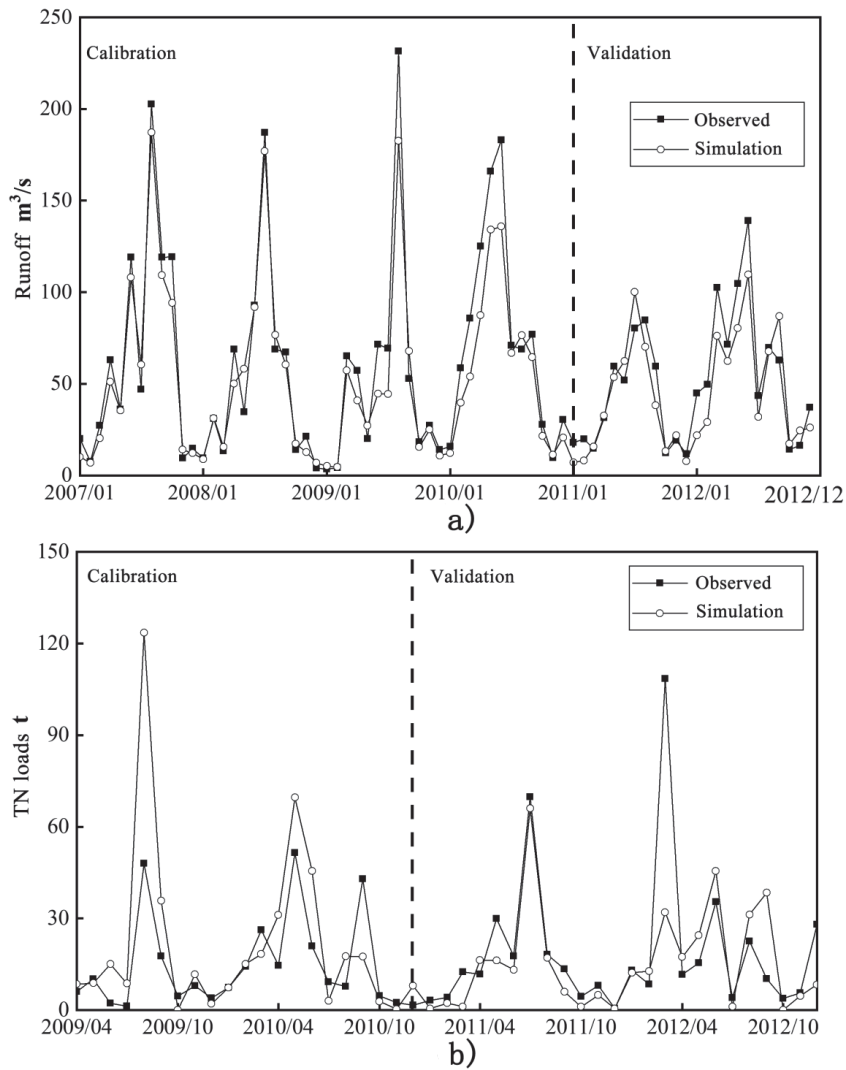 250
200
150
100
50
0
Runoff m³/s
Calibration
Validation
Observed
Simulation
2007/01
2008/01
2009/01
2010/01
2011/01
2012/01
2012/12
a)
150
120
90
60
30
0
TN loads t
Calibration
Validation
Observed
Simulation
2009/04
2009/10
2010/04
2010/10
2011/04
2011/10
2012/04
2012/10
b)